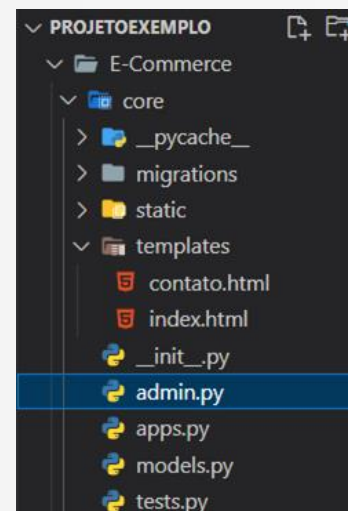 PROJETOEXEMPLO
E-Commerce
core
__pycache__
migrations
static
templates
contato.html
index.html
__init__.py
admin.py
apps.py
models.py
tests.py